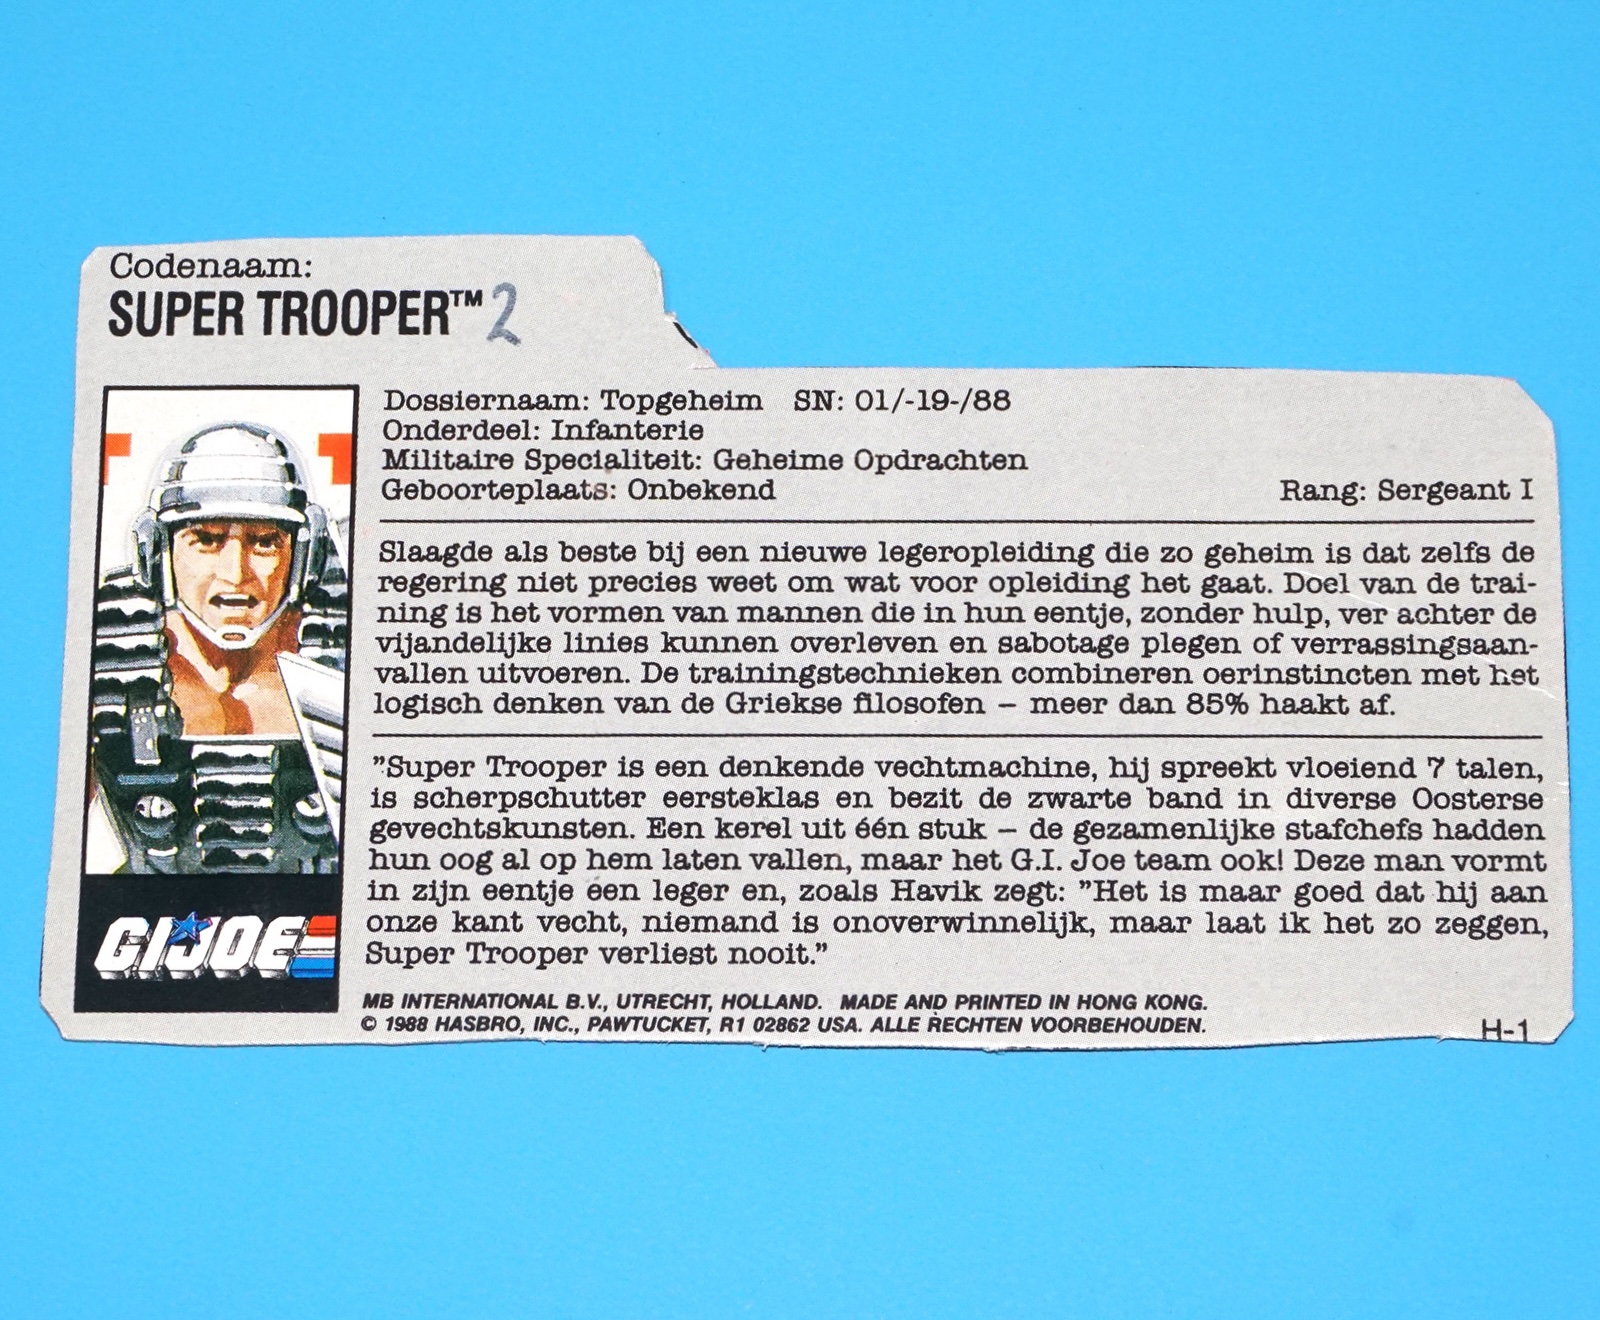 Codenaam:
SUPER TROOPER™ 2
Dossiernaam: Topgeheim SN: 01/-19-/88
Onderdeel: Infanterie
Militaire Specialiteit: Geheime Opdrachten
Geboorteplaats: Onbekend Rang: Sergeant I
Slaagde als beste bij een nieuwe legeropleiding die zo geheim is dat zelfs de
regering niet precies weet om wat voor opleiding het gaat. Doel van de trai-
ning is het vormen van mannen die in hun eentje, zonder hulp, ver achter de
vijandelijke linies kunnen overleven en sabotage plegen of verrassingsaan-
vallen uitvoeren. De trainingstechnieken combineren oerinstincten met het
logisch denken van de Griekse filosofen – meer dan 85% haakt af.
"Super Trooper is een denkende vechtmachine, hij spreekt vloeiend 7 talen,
is scherpschutter eersteklas en bezit de zwarte band in diverse Oosterse
gevechtskunsten. Een kerel uit één stuk – de gezamenlijke stafchefs hadden
hun oog al op hem laten vallen, maar het G.I. Joe team ook! Deze man vormt
in zijn eentje een leger en, zoals Havik zegt: "Het is maar goed dat hij aan
onze kant vecht, niemand is onoverwinnelijk, maar laat ik het zo zeggen,
Super Trooper verliest nooit."
GI JOE
MB INTERNATIONAL B.V., UTRECHT, HOLLAND. MADE AND PRINTED IN HONG KONG.
© 1988 HASBRO, INC., PAWTUCKET, R1 02862 USA. ALLE RECHTEN VOORBEHOUDEN.
H-1